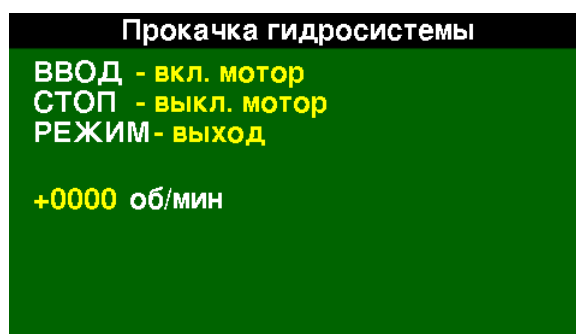 Прокачка гидросистемы
ВВОД - вкл. мотор
СТОП - выкл. мотор
РЕЖИМ - выход
+0000 об/мин